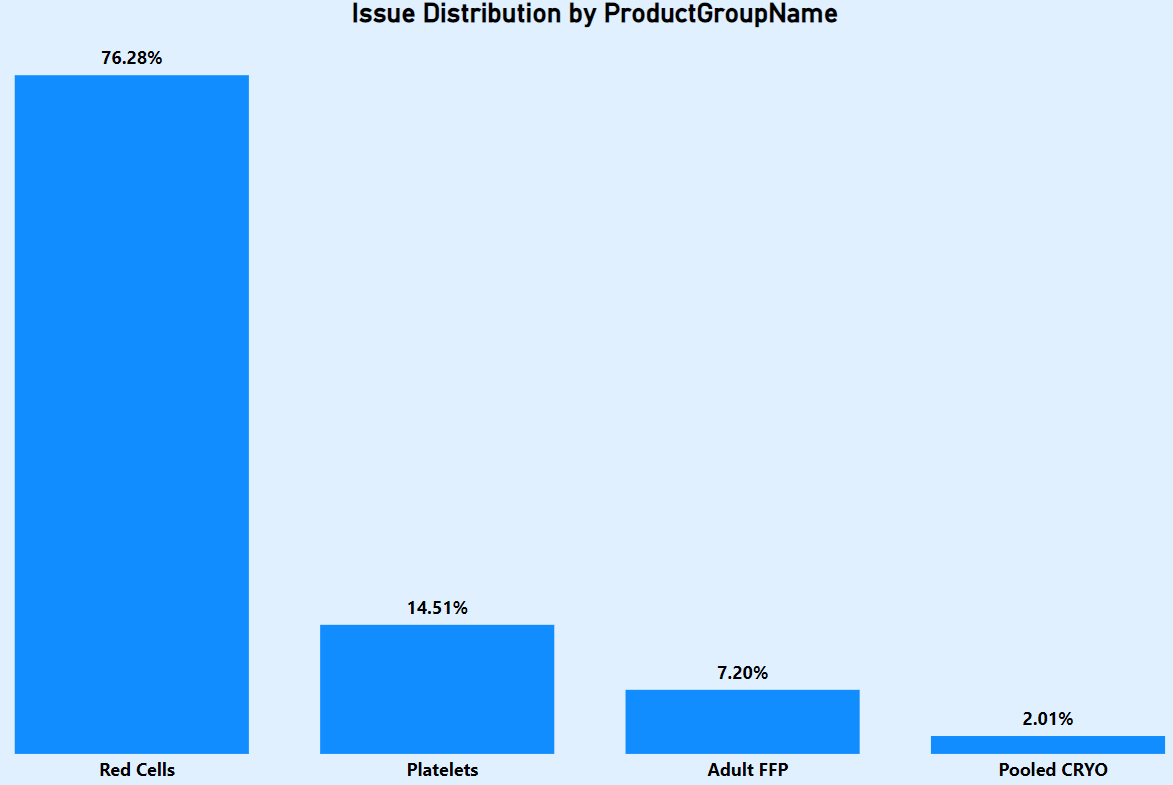 Issue Distribution by ProductGroupName
76.28%
14.51%
7.20%
2.01%
Red Cells
Platelets
Adult FFP
Pooled CRYO